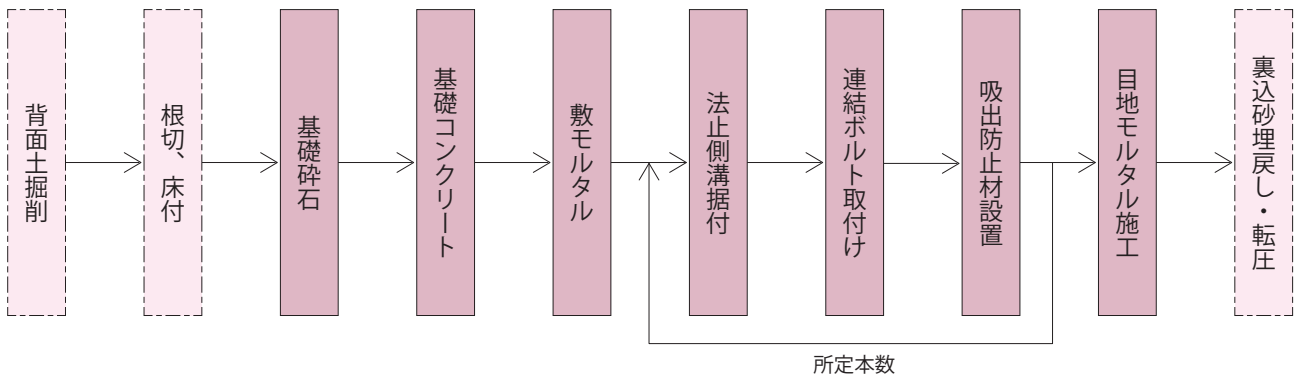 背面土掘削
根切、床付
基礎砕石
基礎コンクリート
敷モルタル
法止側溝据付
連結ボルト取付け
吸出防止材設置
目地モルタル施工
裏込砂埋戻し・転圧
所定本数